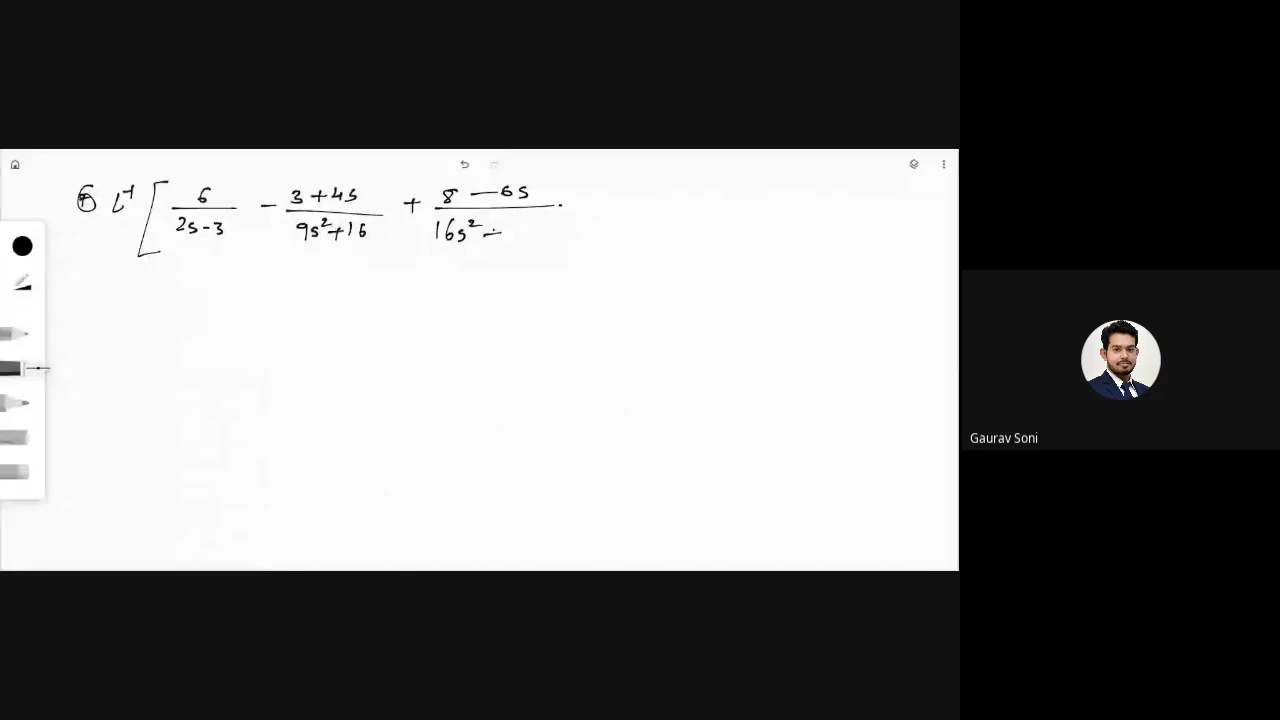 ⑥ L⁻¹ [ 6/(2s-3) - (3+4s)/(9s²+16) + (8-6s)/(16s² -
Gaurav Soni